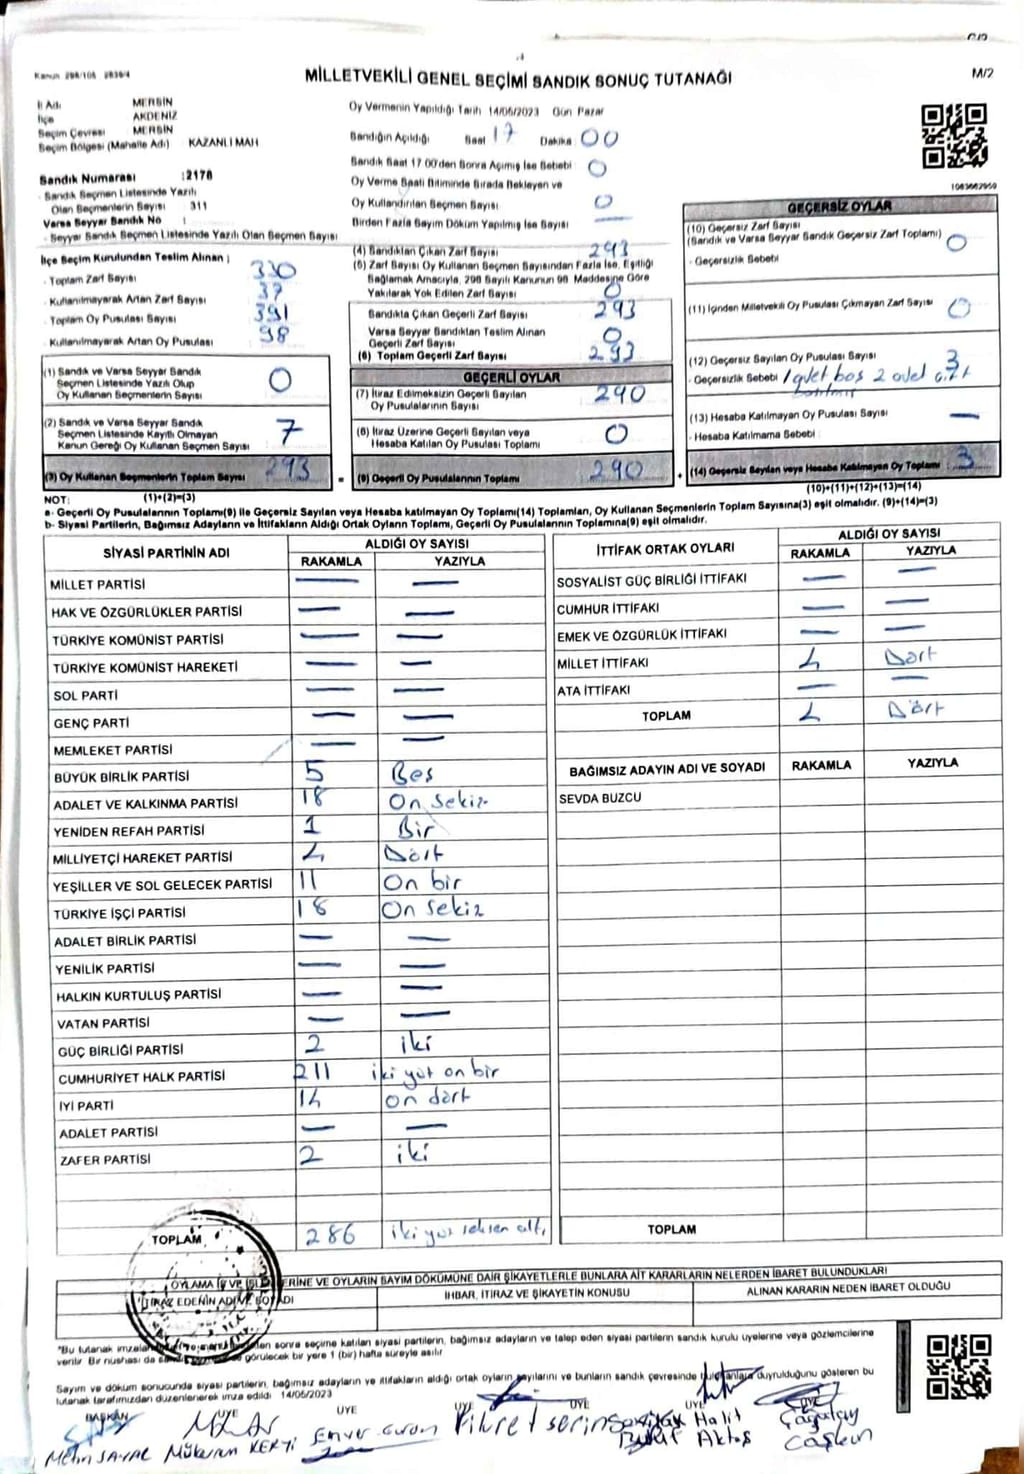 Kanun 298/105 2839/4
MİLLETVEKİLİ GENEL SEÇİMİ SANDIK SONUÇ TUTANAĞI
M/2
İl Adı MERSİN
İlçe AKDENİZ
Seçim Çevresi MERSİN
Seçim Bölgesi (Mahalle Adı) KAZANLI MAH
Sandık Numarası :2178
- Sandık Seçmen Listesinde Yazılı
Olan Seçmenlerin Sayısı 311
Varsa Seyyar Sandık No :
- Seyyar Sandık Seçmen Listesinde Yazılı Olan Seçmen Sayısı
İlçe Seçim Kurulundan Teslim Alınan ;
- Toplam Zarf Sayısı 330
- Kullanılmayarak Artan Zarf Sayısı 37
- Toplam Oy Pusulası Sayısı 391
- Kullanılmayarak Artan Oy Pusulası 98
(1) Sandık ve Varsa Seyyar Sandık
Seçmen Listesinde Yazılı Olup
Oy Kullanan Seçmenlerin Sayısı 0
(2) Sandık ve Varsa Seyyar Sandık
Seçmen Listesinde Kayıtlı Olmayan
Kanun Gereği Oy Kullanan Seçmen Sayısı 7
(3) Oy Kullanan Seçmenlerin Toplam Sayısı 293
Oy Vermenin Yapıldığı Tarih 14/05/2023 Gün Pazar
Sandığın Açıldığı Saat 17 Dakika 00
Sandık Saat 17 00'den Sonra Açılmış İse Sebebi 0
Oy Verme Saati Bitiminde Sırada Bekleyen ve
Oy Kullandırılan Seçmen Sayısı 0
Birden Fazla Sayım Döküm Yapılmış İse Sayısı —
(4) Sandıktan Çıkan Zarf Sayısı 293
(5) Zarf Sayısı Oy Kullanan Seçmen Sayısından Fazla İse, Eşitliği
Sağlamak Amacıyla, 298 Sayılı Kanunun 98 Maddesine Göre
Yakılarak Yok Edilen Zarf Sayısı 0
Sandıkta Çıkan Geçerli Zarf Sayısı 293
Varsa Seyyar Sandıktan Teslim Alınan
Geçerli Zarf Sayısı 0
(6) Toplam Geçerli Zarf Sayısı 293
GEÇERLİ OYLAR
(7) İtiraz Edilmeksizin Geçerli Sayılan
Oy Pusulalarının Sayısı 290
(8) İtiraz Üzerine Geçerli Sayılan veya
Hesaba Katılan Oy Pusulası Toplamı 0
(9) Geçerli Oy Pusulalarının Toplamı 290
1083662959
GEÇERSİZ OYLAR
(10) Geçersiz Zarf Sayısı
(Sandık ve Varsa Seyyar Sandık Geçersiz Zarf Toplamı) 0
- Geçersizlik Sebebi
(11) İçinden Milletvekili Oy Pusulası Çıkmayan Zarf Sayısı 0
(12) Geçersiz Sayılan Oy Pusulası Sayısı 3
- Geçersizlik Sebebi 1 adet boş 2 adet
(13) Hesaba Katılmayan Oy Pusulası Sayısı —
- Hesaba Katılmama Sebebi
(14) Geçersiz Sayılan veya Hesaba Katılmayan Oy Toplamı 3
NOT: (1)+(2)=(3) (10)+(11)+(12)+(13)=(14)
a- Geçerli Oy Pusulalarının Toplamı(9) ile Geçersiz Sayılan veya Hesaba katılmayan Oy Toplamı(14) Toplamları, Oy Kullanan Seçmenlerin Toplam Sayısına(3) eşit olmalıdır. (9)+(14)=(3)
b- Siyasi Partilerin, Bağımsız Adayların ve İttifakların Aldığı Ortak Oyların Toplamı, Geçerli Oy Pusulalarının Toplamına(9) eşit olmalıdır.
SİYASİ PARTİNİN ADI ALDIĞI OY SAYISI
RAKAMLA YAZIYLA
MİLLET PARTİSİ — —
HAK VE ÖZGÜRLÜKLER PARTİSİ — —
TÜRKİYE KOMÜNİST PARTİSİ — —
TÜRKİYE KOMÜNİST HAREKETİ — —
SOL PARTİ — —
GENÇ PARTİ — —
MEMLEKET PARTİSİ — —
BÜYÜK BİRLİK PARTİSİ 5 Beş
ADALET VE KALKINMA PARTİSİ 18 On sekiz
YENİDEN REFAH PARTİSİ 1 Bir
MİLLİYETÇİ HAREKET PARTİSİ 4 Dört
YEŞİLLER VE SOL GELECEK PARTİSİ 11 On bir
TÜRKİYE İŞÇİ PARTİSİ 18 On sekiz
ADALET BİRLİK PARTİSİ — —
YENİLİK PARTİSİ — —
HALKIN KURTULUŞ PARTİSİ — —
VATAN PARTİSİ — —
GÜÇ BİRLİĞİ PARTİSİ 2 iki
CUMHURİYET HALK PARTİSİ 211 iki yüz on bir
İYİ PARTİ 14 on dört
ADALET PARTİSİ — —
ZAFER PARTİSİ 2 iki
TOPLAM 286 iki yüz seksen altı
İTTİFAK ORTAK OYLARI ALDIĞI OY SAYISI
RAKAMLA YAZIYLA
SOSYALİST GÜÇ BİRLİĞİ İTTİFAKI — —
CUMHUR İTTİFAKI — —
EMEK VE ÖZGÜRLÜK İTTİFAKI — —
MİLLET İTTİFAKI 4 Dört
ATA İTTİFAKI — —
TOPLAM 4 Dört
BAĞIMSIZ ADAYIN ADI VE SOYADI RAKAMLA YAZIYLA
SEVDA BUZCU
TOPLAM
OYLAMA İŞ VE İŞLEMLERİNE VE OYLARIN SAYIM DÖKÜMÜNE DAİR ŞİKAYETLERLE BUNLARA AİT KARARLARIN NELERDEN İBARET BULUNDUKLARI
İTİRAZ EDENİN ADI VE SOYADI İHBAR, İTİRAZ VE ŞİKAYETİN KONUSU ALINAN KARARIN NEDEN İBARET OLDUĞU
"Bu tutanak sonra seçime katılan siyasi partilerin, bağımsız adayların ve talep eden siyasi partilerin sandık kurulu üyelerine veya gözlemcilerine
verilir Bir nüshası da görülecek bir yere 1 (bir) hafta süreyle asılır
Sayım ve döküm sonucunda siyasi partilerin, bağımsız adayların ve ittifakların aldığı ortak oyların sayılarını ve bunların sandık çevresinde duyrulduğunu gösteren bu
tutanak tarafımızdan düzenlenerek imza edildi 14/05/2023
BAŞKAN ÜYE ÜYE ÜYE ÜYE
Metin Mükerrem Enver Fikret Halit Aktaş Çağatay Coşkun